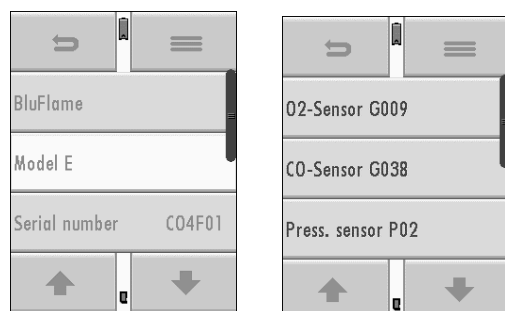 BluFlame
Model E
Serial number CO4F01
O2-Sensor G009
CO-Sensor G038
Press. sensor P02